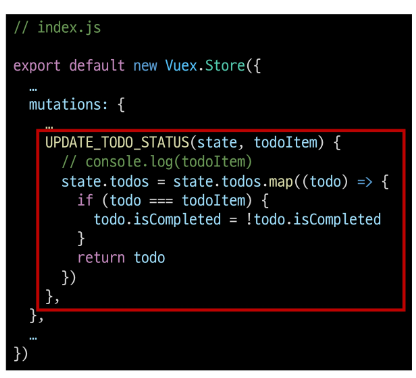 // index.js
export default new Vuex.Store({
…
mutations: {
…
UPDATE_TODO_STATUS(state, todoItem) {
// console.log(todoItem)
state.todos = state.todos.map((todo) => {
if (todo === todoItem) {
todo.isCompleted = !todo.isCompleted
}
return todo
})
},
},
…
})